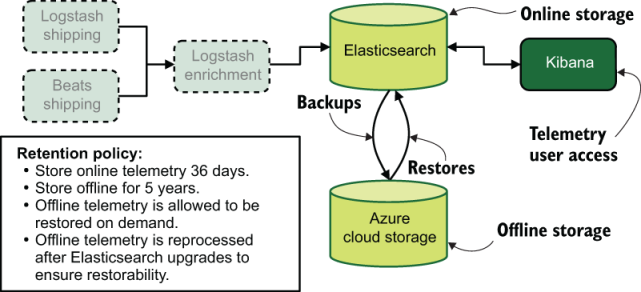 Logstash
shipping
Beats
shipping
Logstash
enrichment
Elasticsearch
Online storage
Kibana
Telemetry
user access
Backups
Restores
Azure
cloud storage
Offline storage
Retention policy:
• Store online telemetry 36 days.
• Store offline for 5 years.
• Offline telemetry is allowed to be
restored on demand.
• Offline telemetry is reprocessed
after Elasticsearch upgrades to
ensure restorability.